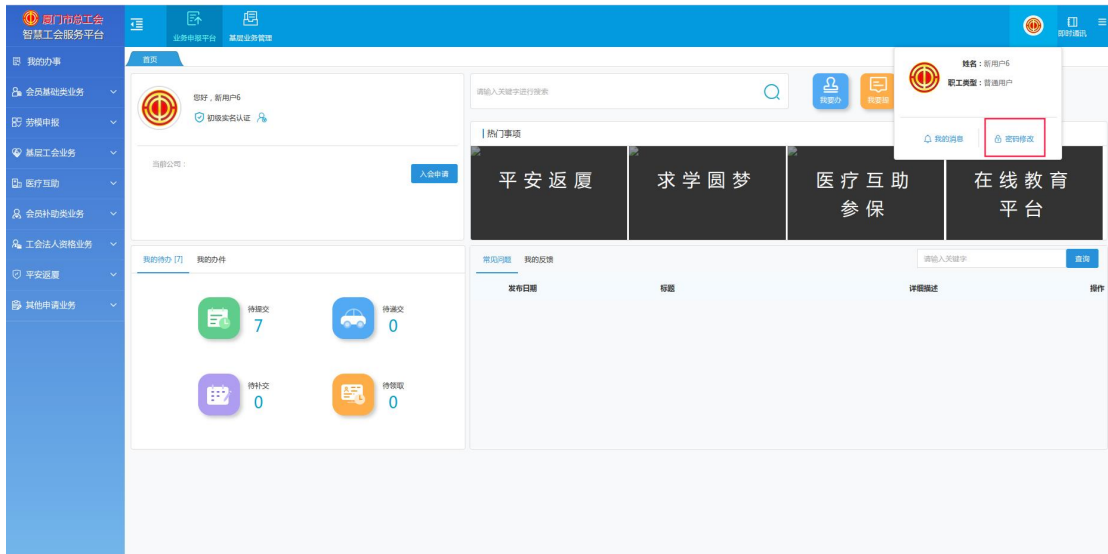 厦门市总工会
智慧工会服务平台
业务申报平台
基层业务管理
即时通讯
我的办事
会员基础类业务
劳模申报
基层工会业务
医疗互助
会员补助类业务
工会法人资格业务
平安返厦
其他申请业务
首页
您好，新用户6
初级实名认证
当前公司：
入会申请
请输入关键字进行搜索
我要办
姓名：新用户6
职工类型：普通用户
我的消息
密码修改
热门事项
平安返厦
求学圆梦
医疗互助
参保
在线教育
平台
我的待办 [7]
我的办件
待提交
7
待递交
0
待补交
0
待领取
0
常见问题
我的反馈
请输入关键字
查询
发布日期
标题
详细描述
操作